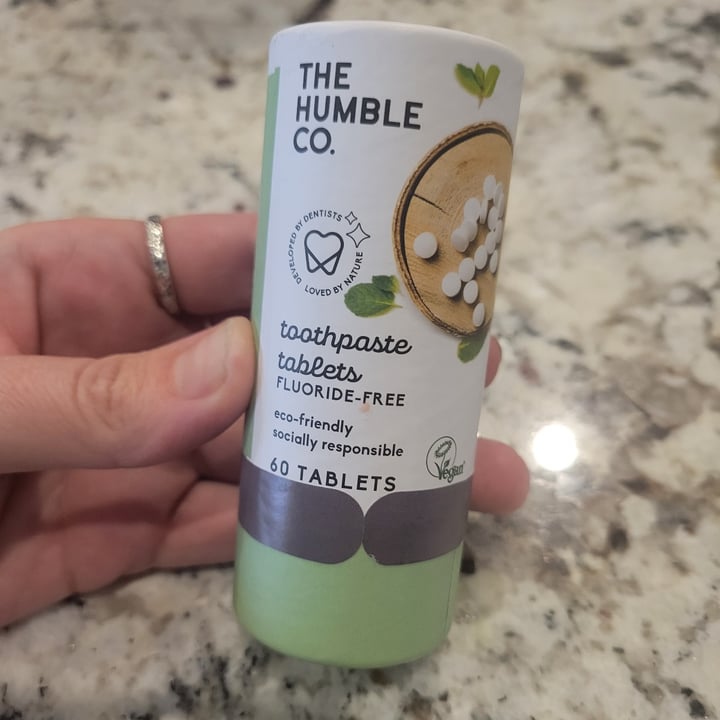 THE
HUMBLE
CO.
DEVELOPED BY DENTISTS
LOVED BY NATURE
toothpaste
tablets
FLUORIDE-FREE
eco-friendly
socially responsible
Vegan
60 TABLETS